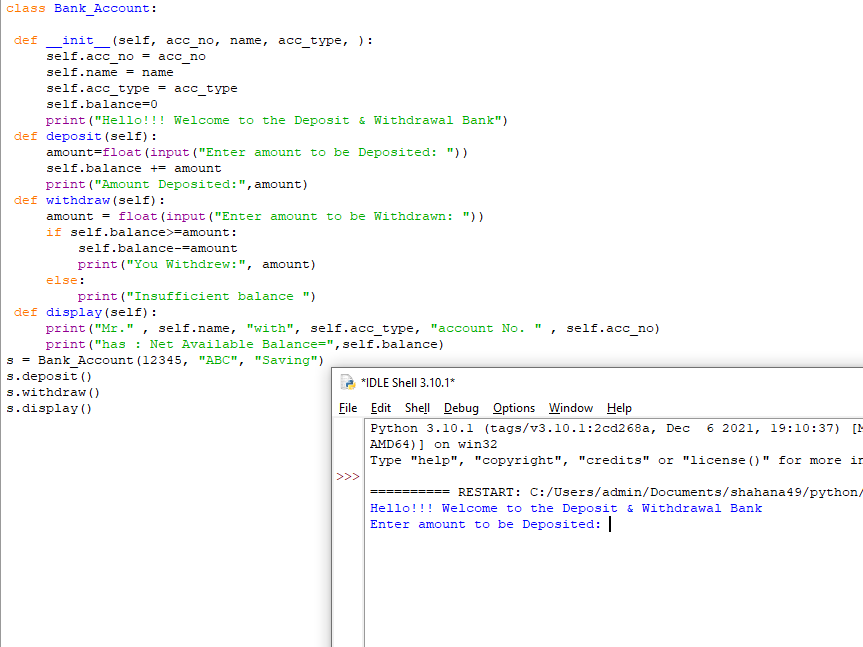 class Bank_Account:
def __init__(self, acc_no, name, acc_type, ):
self.acc_no = acc_no
self.name = name
self.acc_type = acc_type
self.balance=0
print("Hello!!! Welcome to the Deposit & Withdrawal Bank")
def deposit(self):
amount=float(input("Enter amount to be Deposited: "))
self.balance += amount
print("Amount Deposited:",amount)
def withdraw(self):
amount = float(input("Enter amount to be Withdrawn: "))
if self.balance>=amount:
self.balance-=amount
print("You Withdrew:", amount)
else:
print("Insufficient balance ")
def display(self):
print("Mr." , self.name, "with", self.acc_type, "account No. " , self.acc_no)
print("has : Net Available Balance=",self.balance)
s = Bank_Account(12345, "ABC", "Saving")
s.deposit()
s.withdraw()
s.display()
*IDLE Shell 3.10.1*
File Edit Shell Debug Options Window Help
Python 3.10.1 (tags/v3.10.1:2cd268a, Dec  6 2021, 19:10:37) [M
AMD64)] on win32
Type "help", "copyright", "credits" or "license()" for more in
>>>
========== RESTART: C:/Users/admin/Documents/shahana49/python/
Hello!!! Welcome to the Deposit & Withdrawal Bank
Enter amount to be Deposited: